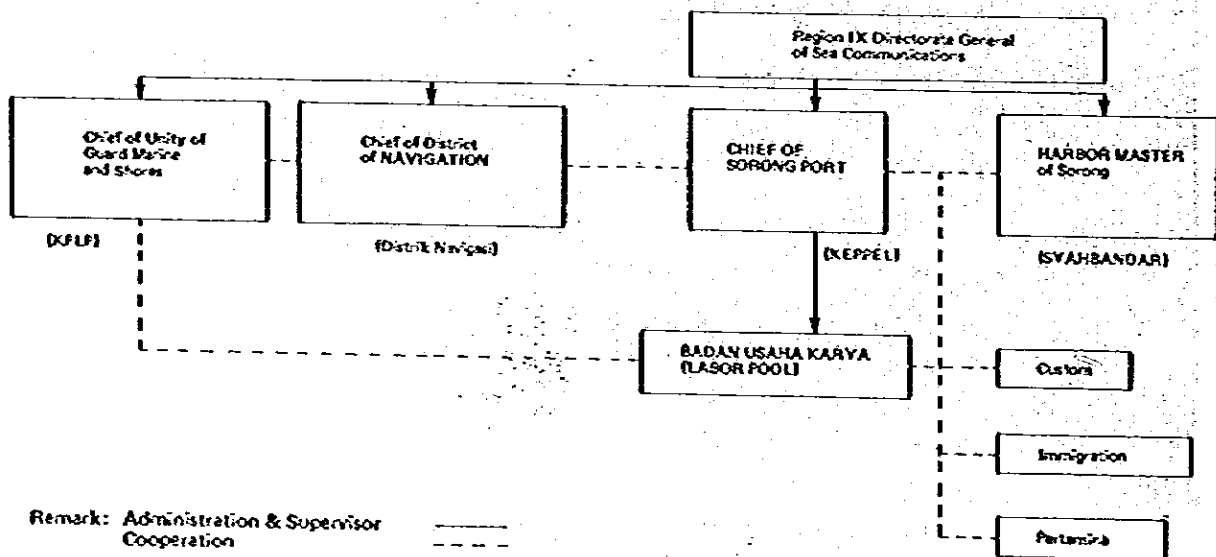 Region IX Directorate General
of Sea Communications
Chief of Unity of
Guard Marine
and Shores
Chief of District
of NAVIGATION
CHIEF OF
SORONG PORT
HARBOR MASTER
of Sorong
(KPLP)
(Distrik Navigasi)
(KEPPEL)
(SYAHBANDAR)
BADAN USAHA KARYA
(LABOR POOL)
Custom
Immigration
Pertamina
Remark: Administration & Supervisor
Cooperation